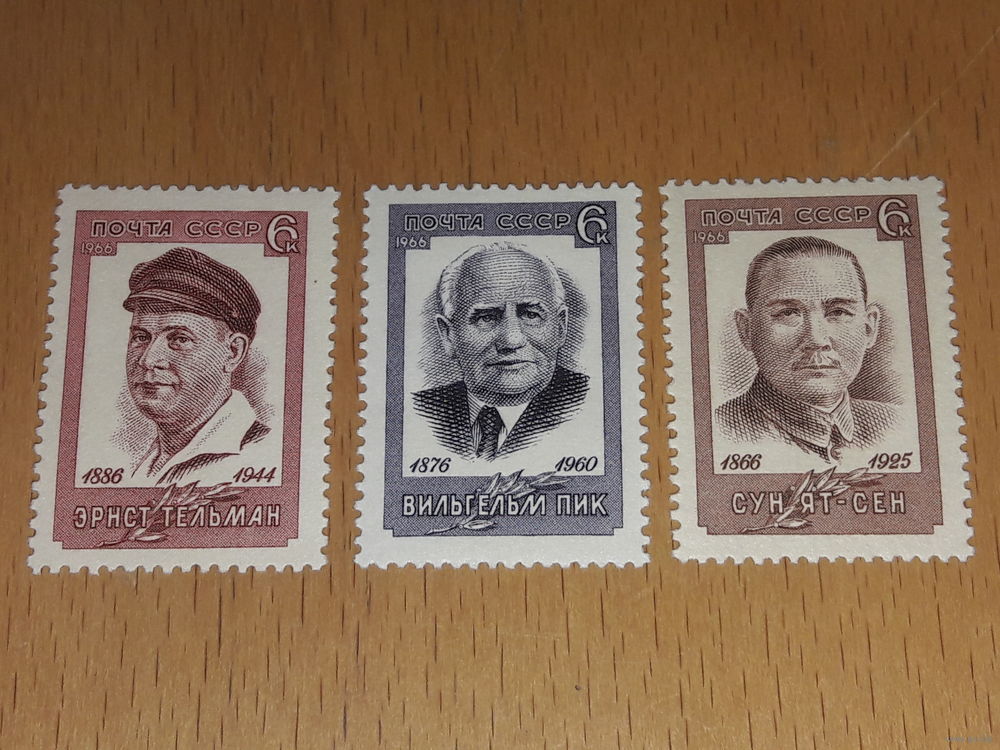 ПОЧТА СССР 6к
1966
1886 1944
ЭРНСТ ТЕЛЬМАН
ПОЧТА СССР 6к
1966
1876 1960
ВИЛЬГЕЛЬМ ПИК
ПОЧТА СССР 6к
1966
1866 1925
СУН ЯТ-СЕН